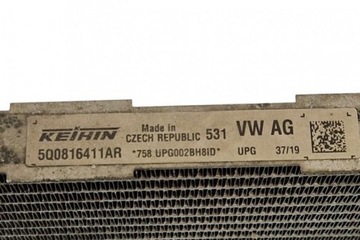 KEIHIN Made in CZECH REPUBLIC 531 VW AG
5Q0816411AR *758 UPG002BH8ID* UPG 37/19